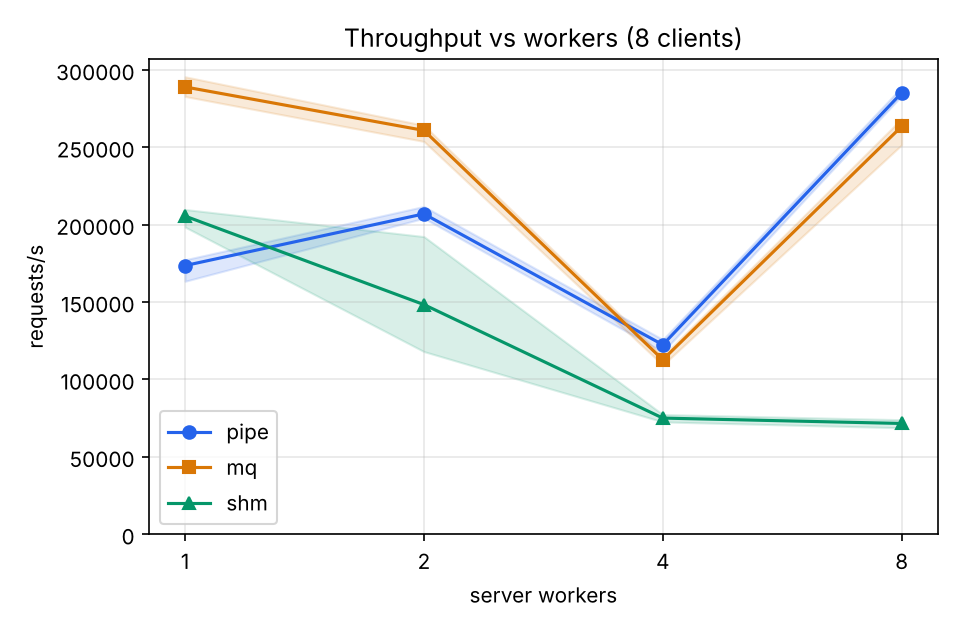 Throughput vs workers (8 clients)
300000
250000
200000
150000
100000
50000
0
requests/s
pipe
mq
shm
1 2 4 8
server workers